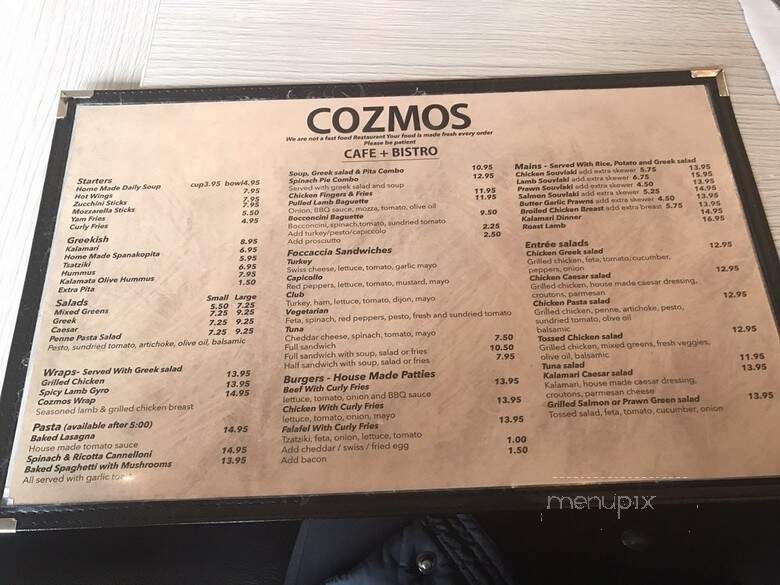 COZMOS
We are not a fast food Restaurant Your food is made fresh every order
Please be patient
CAFE + BISTRO
Starters
Home Made Daily Soup cup3.95 bowl4.95
Hot Wings 7.95
Zucchini Sticks 7.95
Mozzarella Sticks 7.95
Yam Fries 5.50
Curly Fries 4.95
Greekish
Kalamari 8.95
Home Made Spanakopita 6.95
Tsatziki 5.95
Hummus 6.95
Kalamata Olive Hummus 7.95
Extra Pita 1.50
Salads Small Large
Mixed Greens 5.50 7.25
Greek 7.25 9.25
Caesar 7.25 9.25
Penne Pasta Salad 7.25 9.25
Pesto, sundried tomato, artichoke, olive oil, balsamic
Wraps- Served With Greek salad
Grilled Chicken 13.95
Spicy Lamb Gyro 13.95
Cozmos Wrap 14.95
Seasoned lamb & grilled chicken breast
Pasta (available after 5:00)
Baked Lasagna 14.95
House made tomato sauce
Spinach & Ricotta Cannelloni 14.95
Baked Spaghetti with Mushrooms 13.95
All served with garlic
Soup, Greek salad & Pita Combo 10.95
Spinach Pie Combo 12.95
Served with greek salad and soup
Chicken Fingers & Fries 11.95
Pulled Lamb Baguette 11.95
Onion, BBQ sauce, mozza, tomato, olive oil
Bocconcini Baguette 9.50
Bocconcini, spinach,tomato, sundried tomato
Add turkey/pesto/capiccolo 2.25
Add prosciutto 2.50
Foccaccia Sandwiches
Turkey
Swiss cheese, lettuce, tomato, garlic mayo
Capicollo
Red peppers, lettuce, tomato, mustard, mayo
Club
Turkey, ham, lettuce, tomato, dijon, mayo
Vegetarian
Feta, spinach, red peppers, pesto, fresh and sundried tomato
Tuna
Cheddar cheese, spinach, tomato, mayo
Full sandwich 7.50
Full sandwich with soup, salad or fries 10.50
Half sandwich with soup, salad or fries 7.95
Burgers - House Made Patties
Beef With Curly Fries 13.95
lettuce, tomato, onion and BBQ sauce
Chicken With Curly Fries 13.95
lettuce, tomato, onion, mayo
Falafel With Curly Fries 13.95
Tzatziki, feta, onion, lettuce, tomato
Add cheddar / swiss / fried egg 1.00
Add bacon 1.50
Mains - Served With Rice, Potato and Greek salad
Chicken Souvlaki add extra skewer 5.75 13.95
Lamb Souvlaki add extra skewer 6.75 15.95
Prawn Souvlaki add extra skewer 4.50 13.95
Salmon Souvlaki add extra skewer 5.25 14.95
Butter Garlic Prawns add extra skewer 4.50 13.95
Broiled Chicken Breast add extra breast 5.75 13.95
Kalamari Dinner 14.95
Roast Lamb 16.95
Entrée salads
Chicken Greek salad 12.95
Grilled chicken, feta, tomato,cucumber,
peppers, onion
Chicken Caesar salad 12.95
Grilled chicken, house made caesar dressing,
croutons, parmesan
Chicken Pasta salad 12.95
Grilled chicken, penne, artichoke, pesto,
sundried tomato, olive oil
balsamic
Tossed Chicken salad 12.95
Grilled chicken, mixed greens, fresh veggies,
olive oil, balsamic
Tuna salad 11.95
Kalamari Caesar salad 13.95
Kalamari, house made caesar dressing,
croutons, parmesan cheese
Grilled Salmon or Prawn Green salad 13.95
Tossed salad, feta, tomato, cucumber, onion
menupix